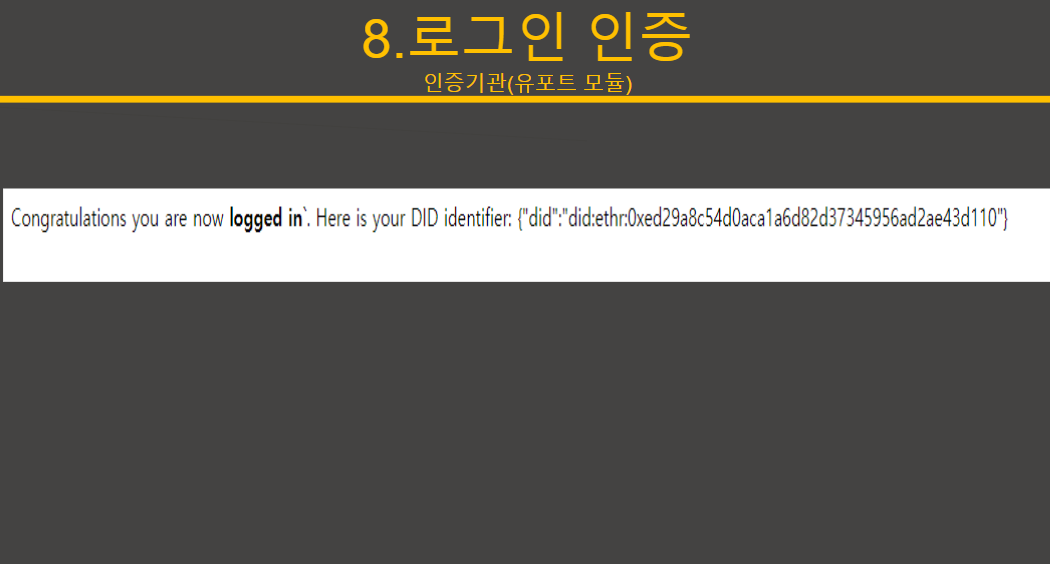 8.로그인 인증
인증기관(유포트 모듈)
Congratulations you are now logged in`. Here is your DID identifier: {"did":"did:ethr:0xed29a8c54d0aca1a6d82d37345956ad2ae43d110"}